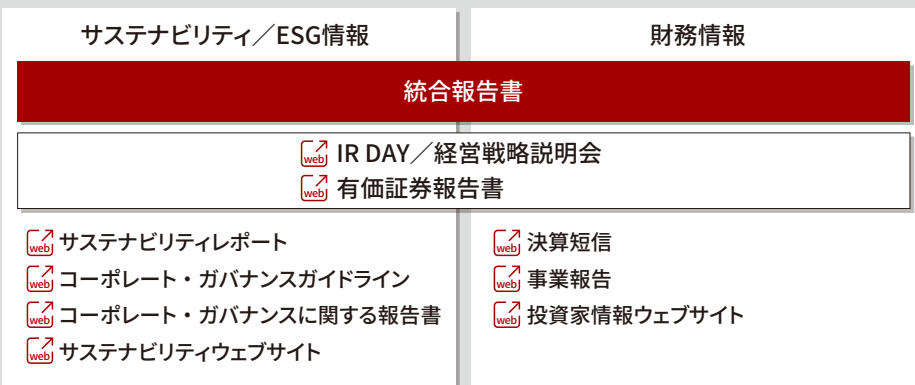 サステナビリティ／ESG情報
財務情報
統合報告書
web IR DAY／経営戦略説明会
web 有価証券報告書
web サステナビリティレポート
web コーポレート・ガバナンスガイドライン
web コーポレート・ガバナンスに関する報告書
web サステナビリティウェブサイト
web 決算短信
web 事業報告
web 投資家情報ウェブサイト